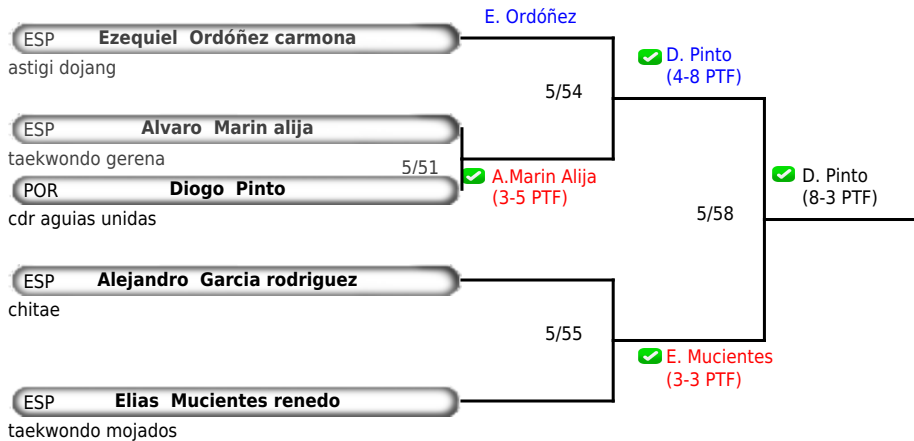 E. Ordóñez
ESP Ezequiel Ordóñez carmona
astigi dojang
D. Pinto
(4-8 PTF)
5/54
ESP Alvaro Marin alija
taekwondo gerena
5/51
A.Marin Alija
(3-5 PTF)
D. Pinto
(8-3 PTF)
POR Diogo Pinto
cdr aguias unidas
5/58
ESP Alejandro Garcia rodriguez
chitae
5/55
E. Mucientes
(3-3 PTF)
ESP Elias Mucientes renedo
taekwondo mojados